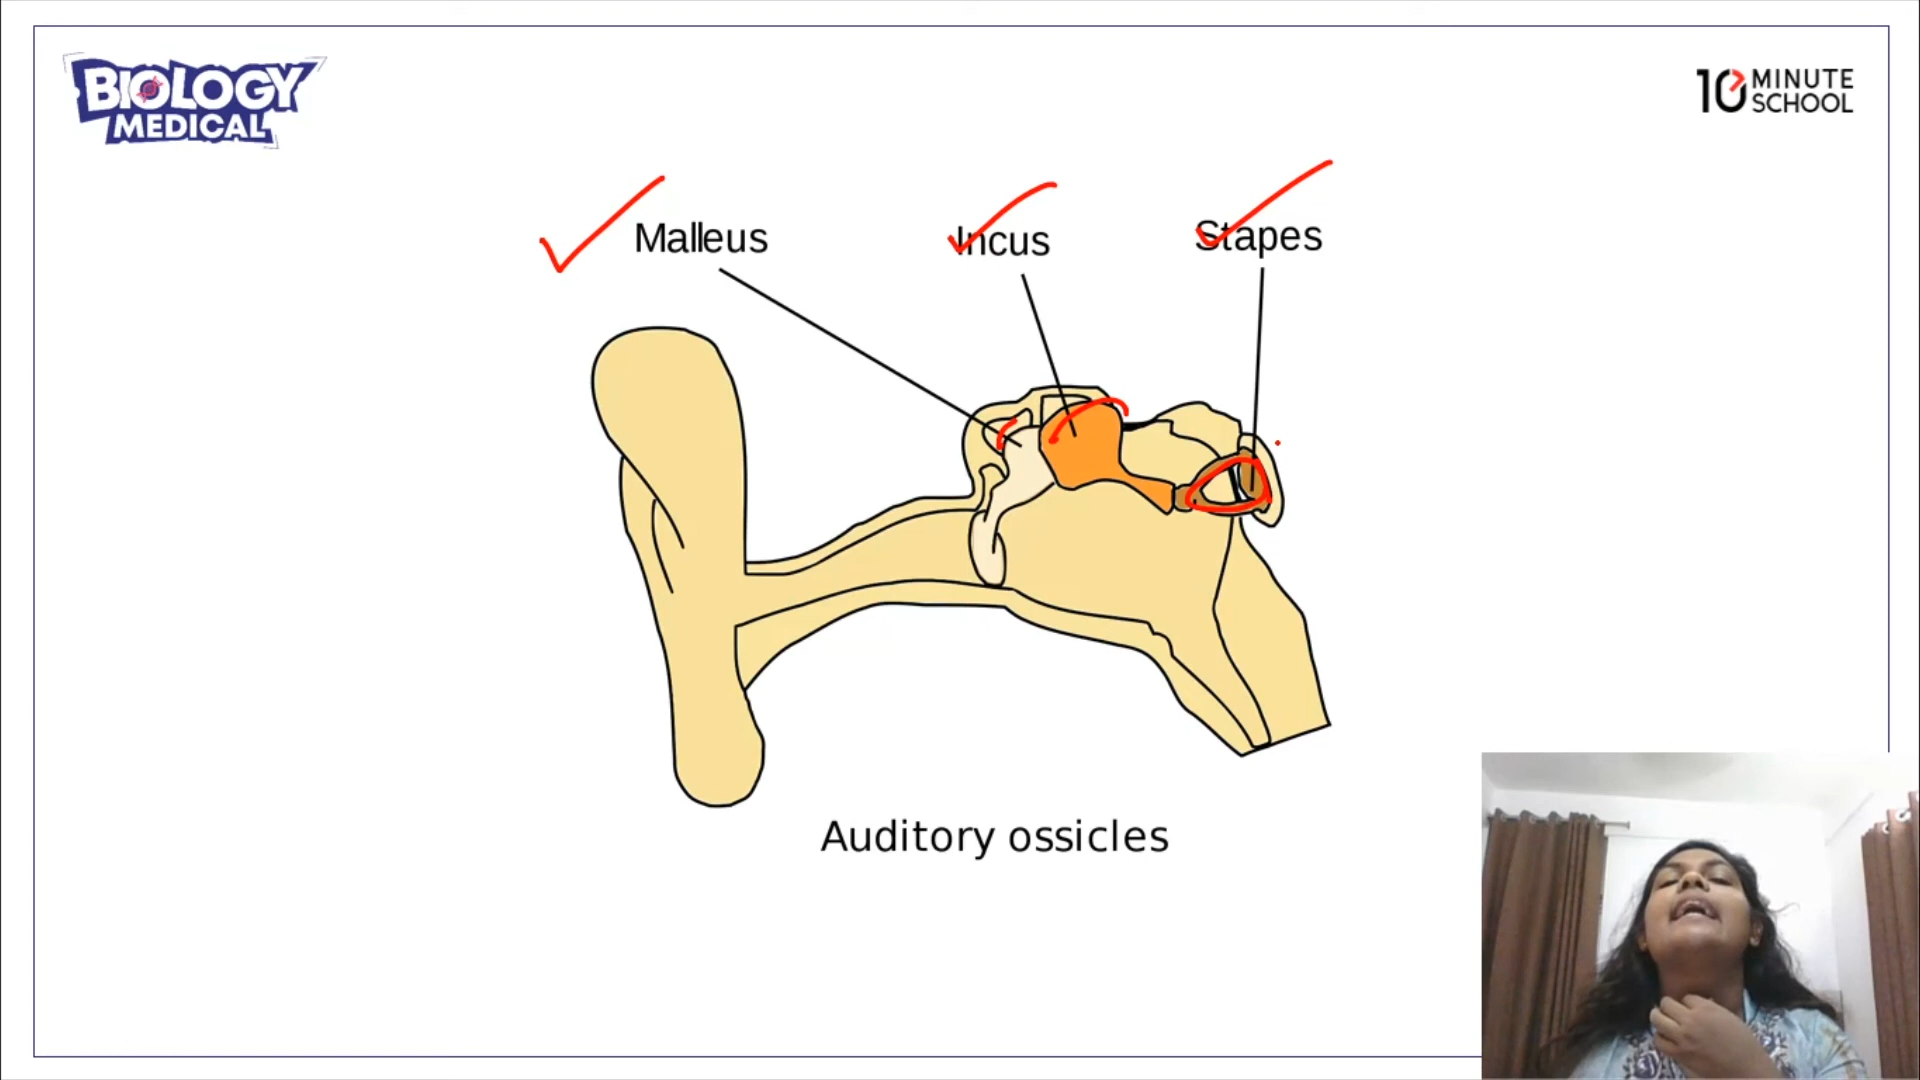 BIOLOGY
MEDICAL
10 MINUTE
SCHOOL
Malleus
Incus
Stapes
Auditory ossicles